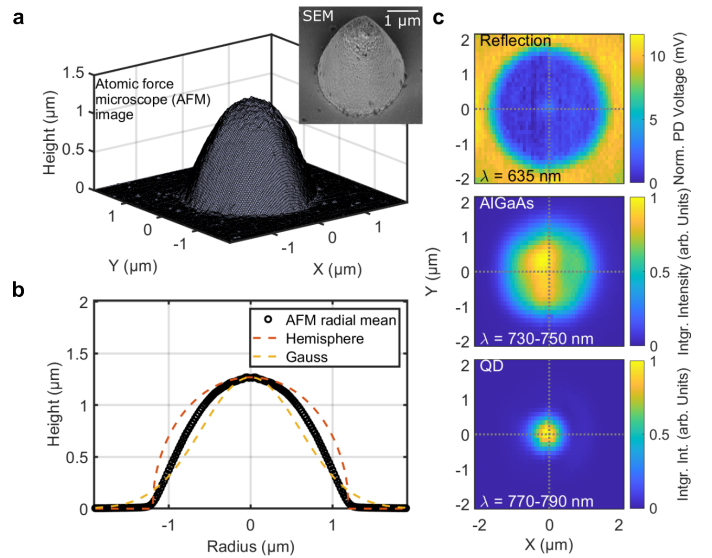 a
SEM
1 μm
Atomic force
microscope (AFM)
image
Height (μm)
1.5
1
0.5
0
1
0
-1
Y (μm)
-1
0
1
X (μm)
b
AFM radial mean
Hemisphere
Gauss
Height (μm)
2
1.5
1
0.5
0
-1
0
1
Radius (μm)
c
Reflection
λ = 635 nm
2
1
0
-1
-2
10
5
0
Norm. PD Voltage (mV)
AlGaAs
λ = 730-750 nm
2
1
0
-1
-2
Y (μm)
1
0.5
0
Intgr. Intensity (arb. Units)
QD
λ = 770-790 nm
2
1
0
-1
-2
-2
0
2
X (μm)
1
0.5
0
Intgr. Int. (arb. Units)